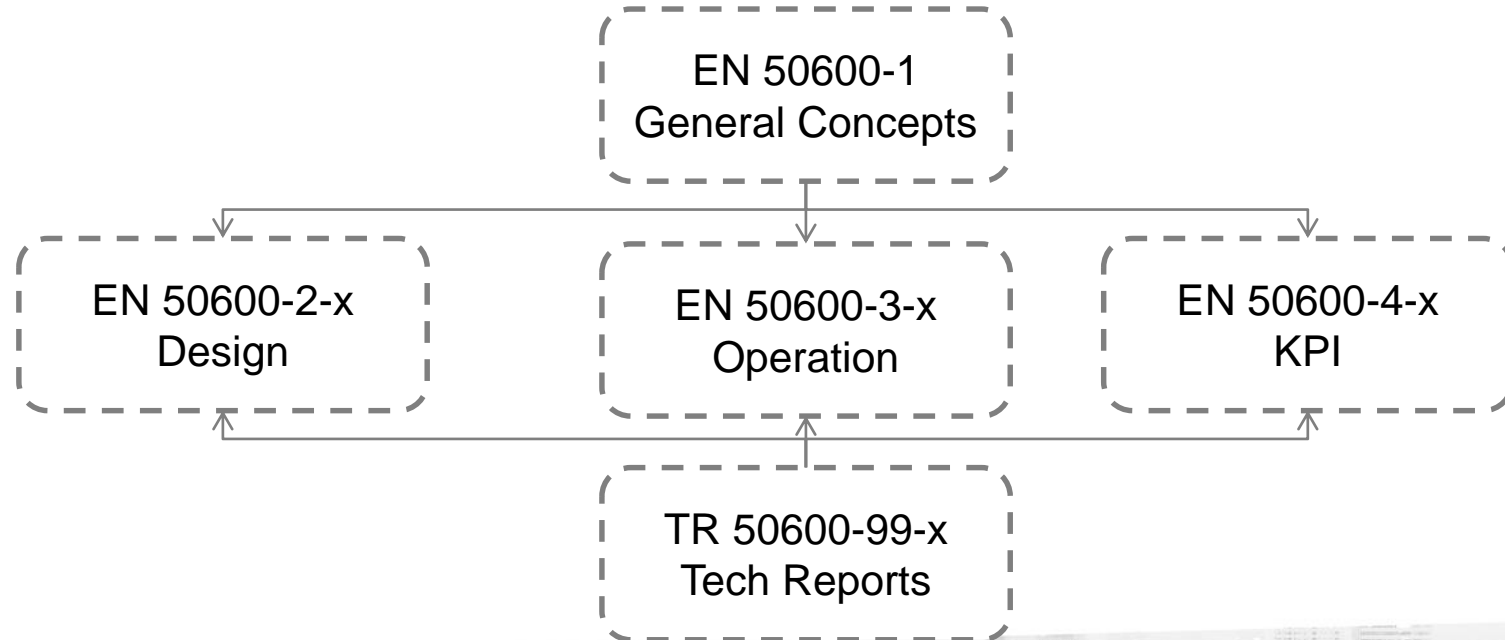 EN 50600-1
General Concepts
EN 50600-2-x
Design
EN 50600-3-x
Operation
EN 50600-4-x
KPI
TR 50600-99-x
Tech Reports